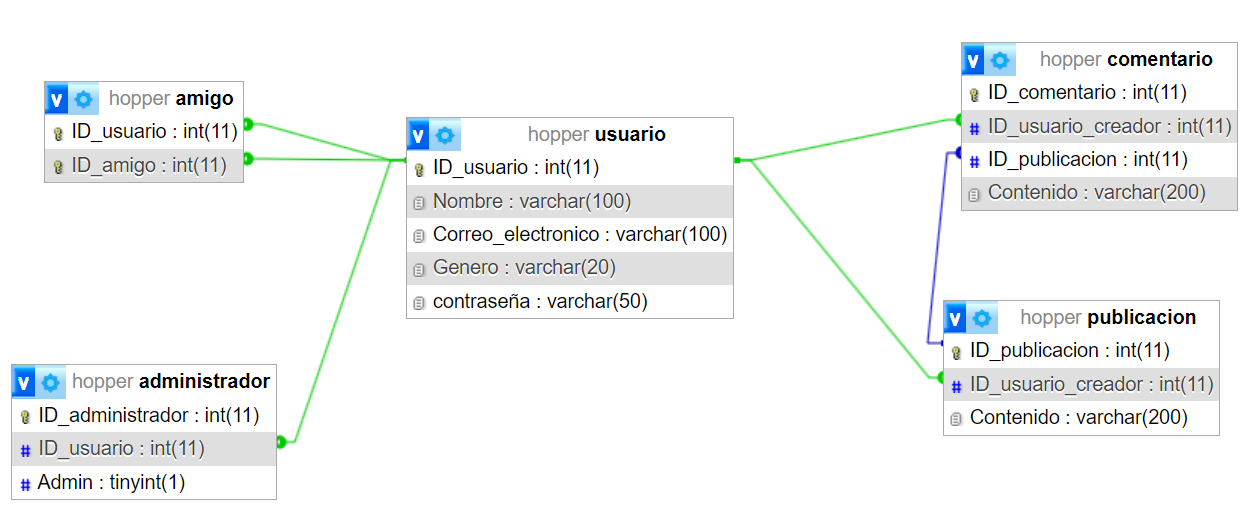 v hopper amigo
ID_usuario : int(11)
ID_amigo : int(11)
v hopper usuario
ID_usuario : int(11)
Nombre : varchar(100)
Correo_electronico : varchar(100)
Genero : varchar(20)
contraseña : varchar(50)
v hopper comentario
ID_comentario : int(11)
# ID_usuario_creador : int(11)
# ID_publicacion : int(11)
Contenido : varchar(200)
v hopper administrador
ID_administrador : int(11)
# ID_usuario : int(11)
# Admin : tinyint(1)
v hopper publicacion
ID_publicacion : int(11)
# ID_usuario_creador : int(11)
Contenido : varchar(200)